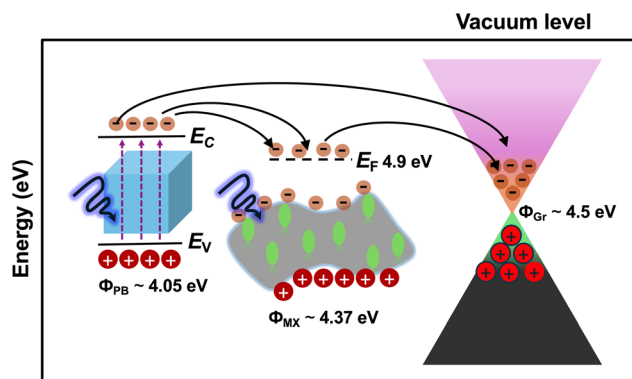 Vacuum level
Energy (eV)
E_C
E_F 4.9 eV
Φ_Gr ~ 4.5 eV
E_V
Φ_PB ~ 4.05 eV
Φ_MX ~ 4.37 eV